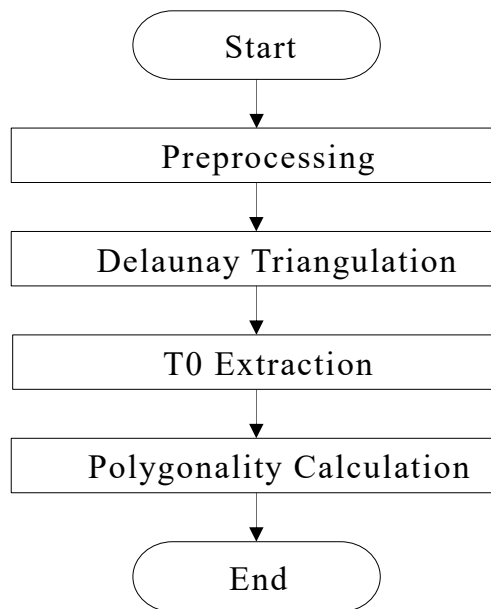 Start
Preprocessing
Delaunay Triangulation
T0 Extraction
Polygonality Calculation
End